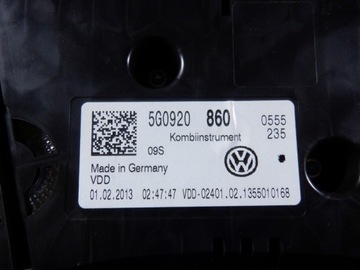 5G0920 860 0555
Kombiinstrument 235
09S
Made in Germany
VDD
01.02.2013 02:47:47 VDD-02401.02.1355010168